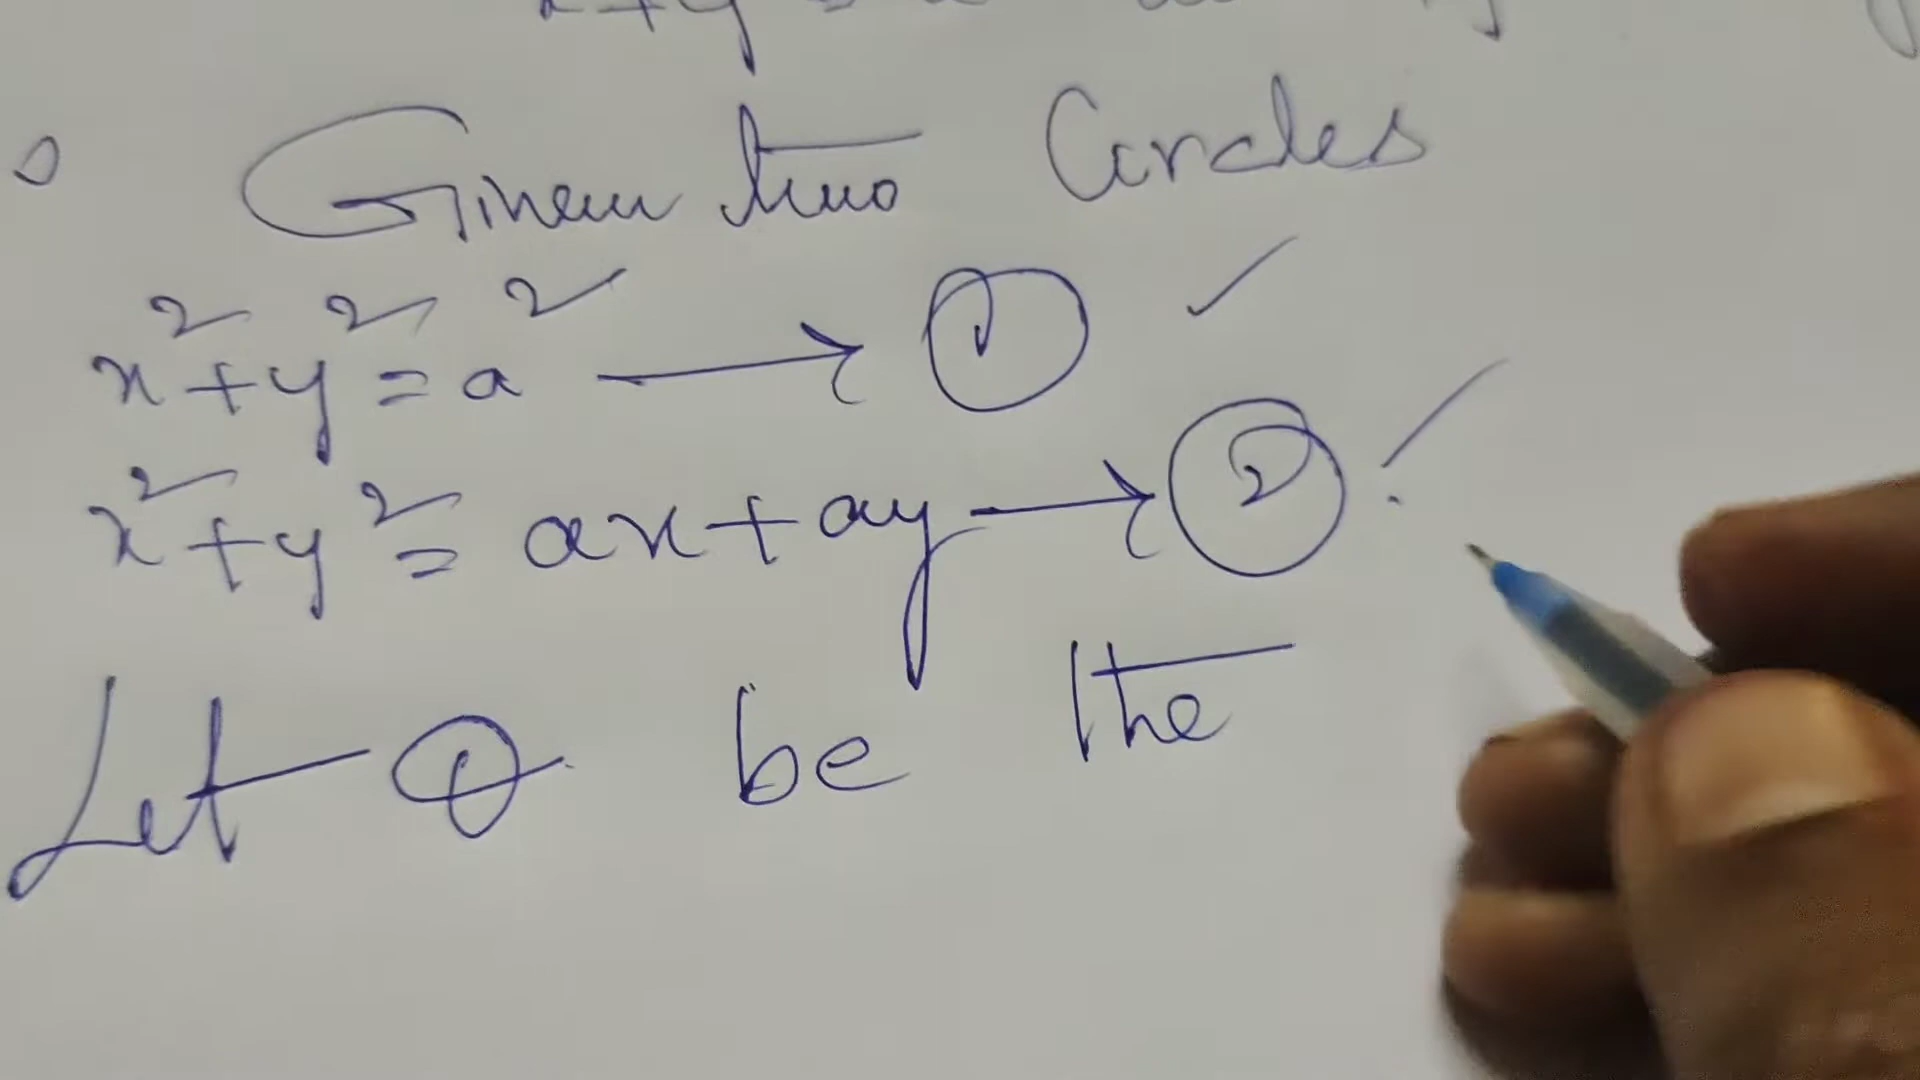 Given two Circles
x²+y²=a² → ①
x²+y²=ax+ay → ②
Let ① be the